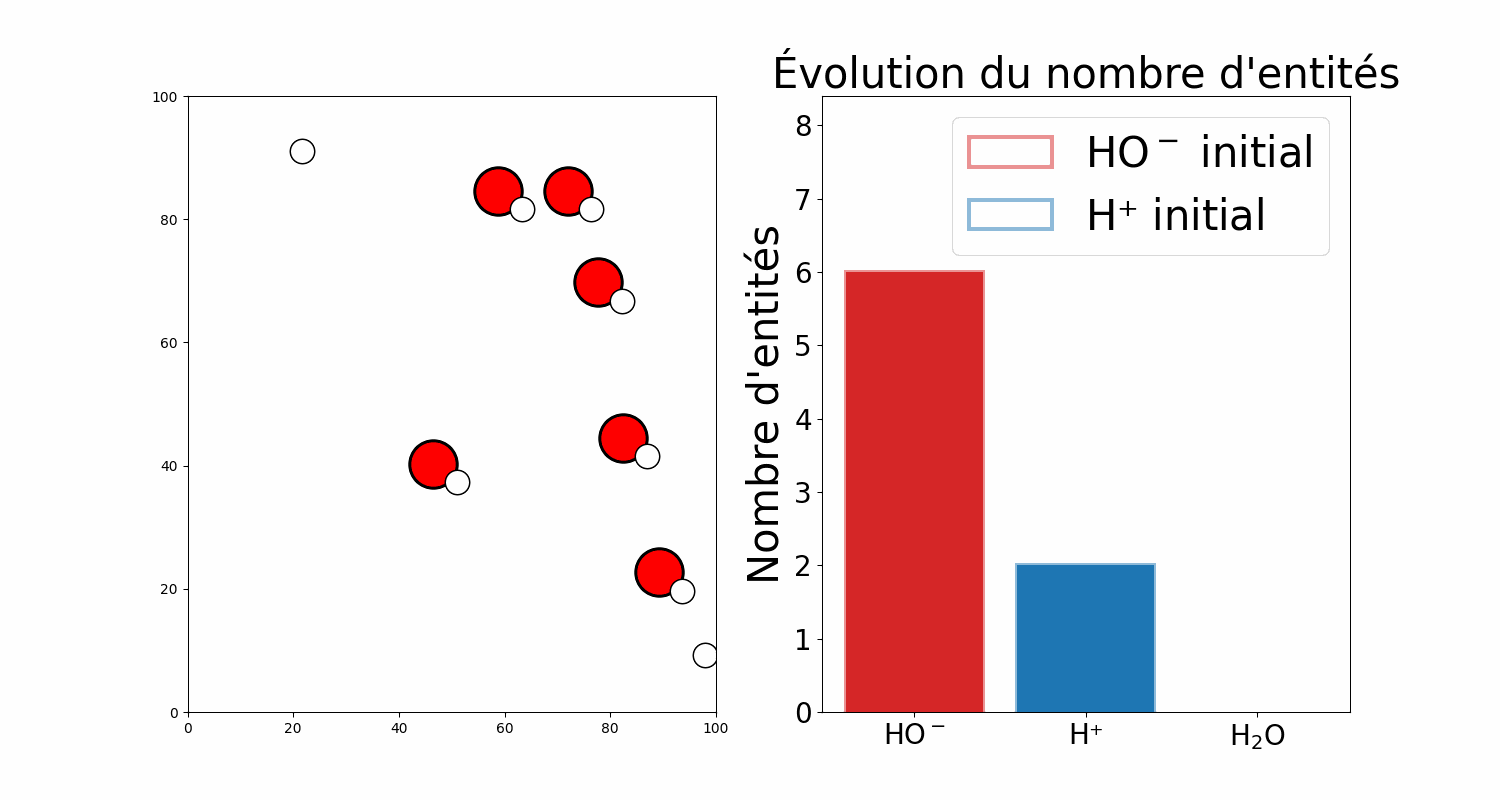 100
80
60
40
20
0
0 20 40 60 80 100
Évolution du nombre d'entités
HO⁻ initial
H⁺ initial
Nombre d'entités
8
7
6
5
4
3
2
1
0
HO⁻ H⁺ H₂O